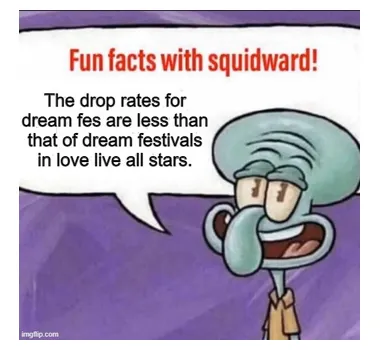 Fun facts with squidward!
The drop rates for
dream fes are less than
that of dream festivals
in love live all stars.
imgflip.com